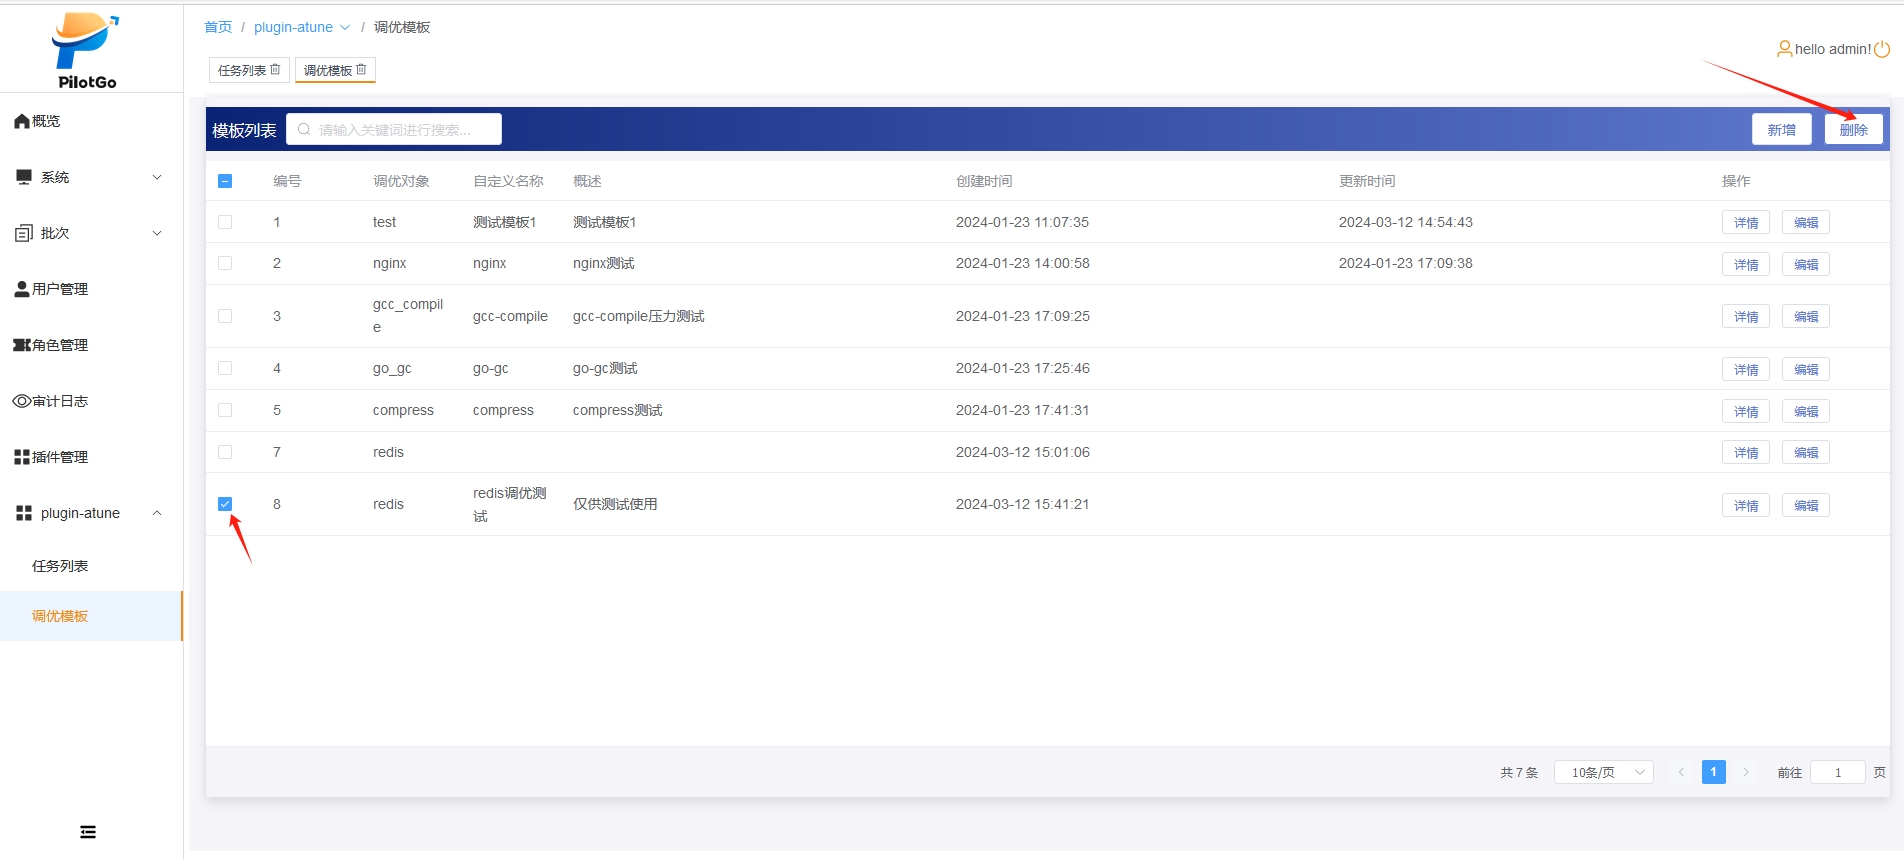 PilotGo
首页 / plugin-atune / 调优模板
hello admin!
任务列表 调优模板
概览
系统
批次
用户管理
角色管理
审计日志
插件管理
plugin-atune
任务列表
调优模板
模板列表 请输入关键词进行搜索... 新增 删除
编号 调优对象 自定义名称 概述 创建时间 更新时间 操作
1 test 测试模板1 测试模板1 2024-01-23 11:07:35 2024-03-12 14:54:43 详情 编辑
2 nginx nginx nginx测试 2024-01-23 14:00:58 2024-01-23 17:09:38 详情 编辑
3 gcc_compil
e gcc-compile gcc-compile压力测试 2024-01-23 17:09:25 详情 编辑
4 go_gc go-gc go-gc测试 2024-01-23 17:25:46 详情 编辑
5 compress compress compress测试 2024-01-23 17:41:31 详情 编辑
7 redis 2024-03-12 15:01:06 详情 编辑
8 redis redis调优测
试 仅供测试使用 2024-03-12 15:41:21 详情 编辑
共 7 条 10条/页 1 前往 1 页